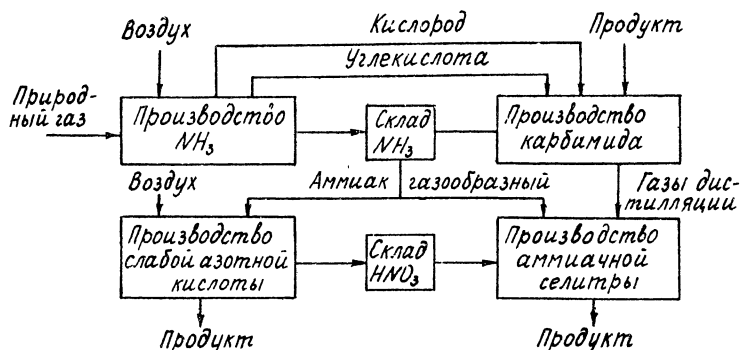 Воздух
Кислород
Продукт
Углекислота
Природ-
ный газ
Производство
NH₃
Склад
NH₃
Производство
карбимида
Воздух
Аммиак газообразный
Газы дис-
тилляции
Производство
слабой азотной
кислоты
Склад
HNO₃
Производство
аммиачной
селитры
Продукт
Продукт